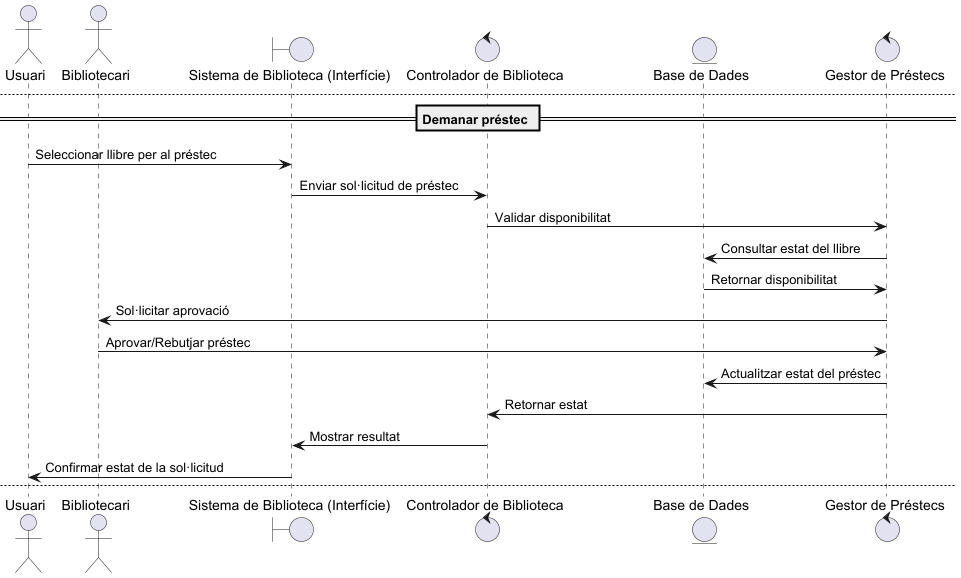 Usuari Bibliotecari Sistema de Biblioteca (Interfície) Controlador de Biblioteca Base de Dades Gestor de Préstecs
Demanar préstec
Seleccionar llibre per al préstec
Enviar sol·licitud de préstec
Validar disponibilitat
Consultar estat del llibre
Retornar disponibilitat
Sol·licitar aprovació
Aprovar/Rebutjar préstec
Actualitzar estat del préstec
Retornar estat
Mostrar resultat
Confirmar estat de la sol·licitud
Usuari Bibliotecari Sistema de Biblioteca (Interfície) Controlador de Biblioteca Base de Dades Gestor de Préstecs